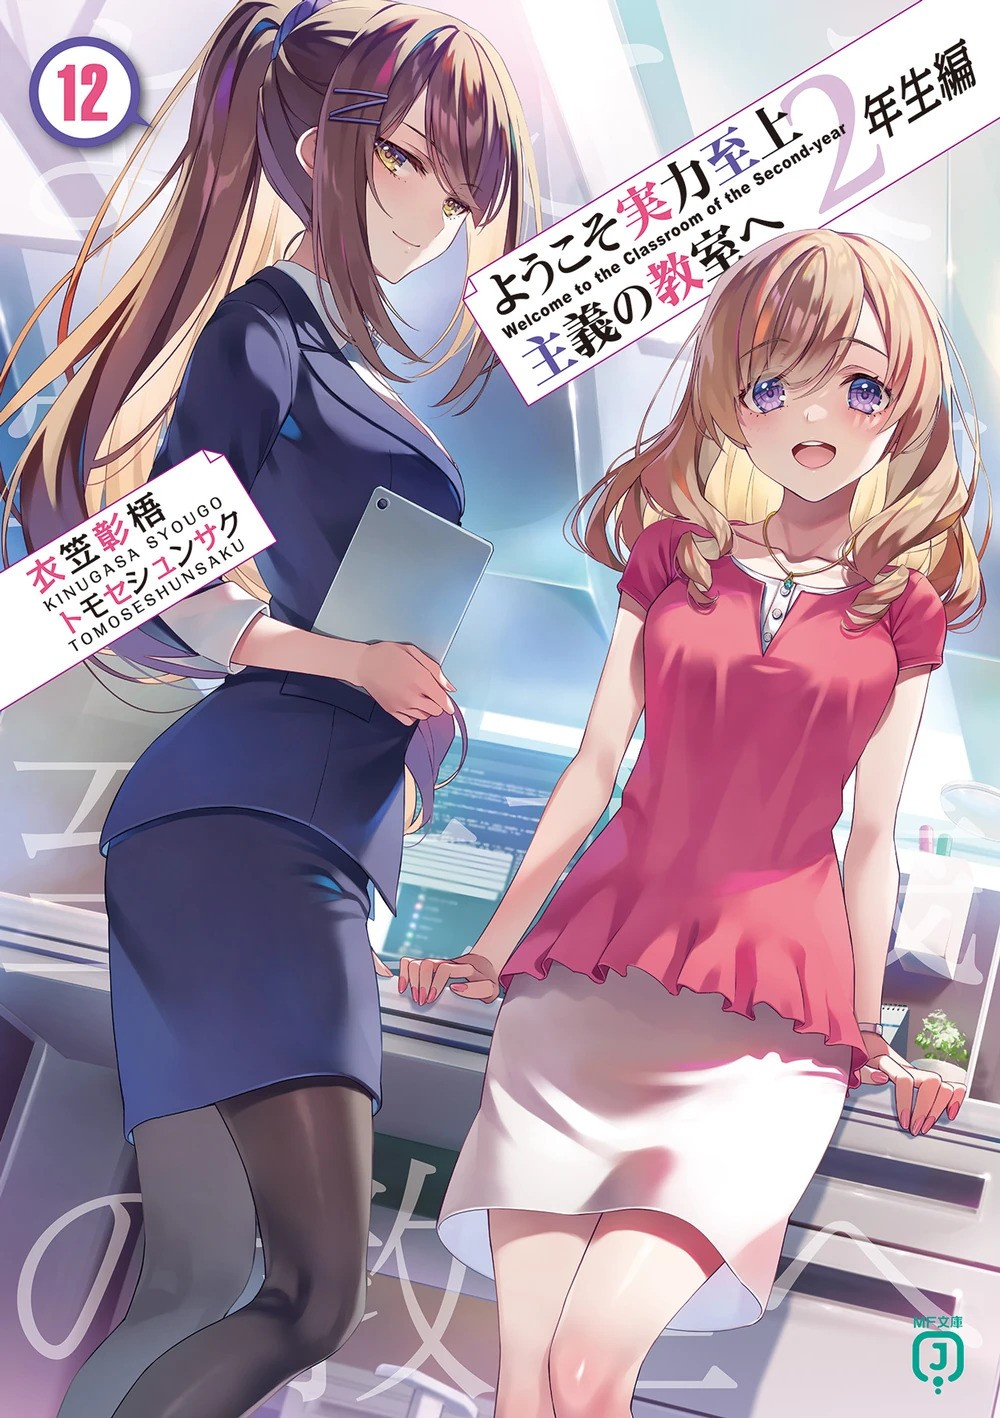 12
ようこそ実力至上
Welcome to the Classroom of the Second-year
主義の教室へ
2年生編
衣笠彰梧
KINUGASA SYOUGO
トモセシュンサク
TOMOSESHUNSAKU
MF文庫
J